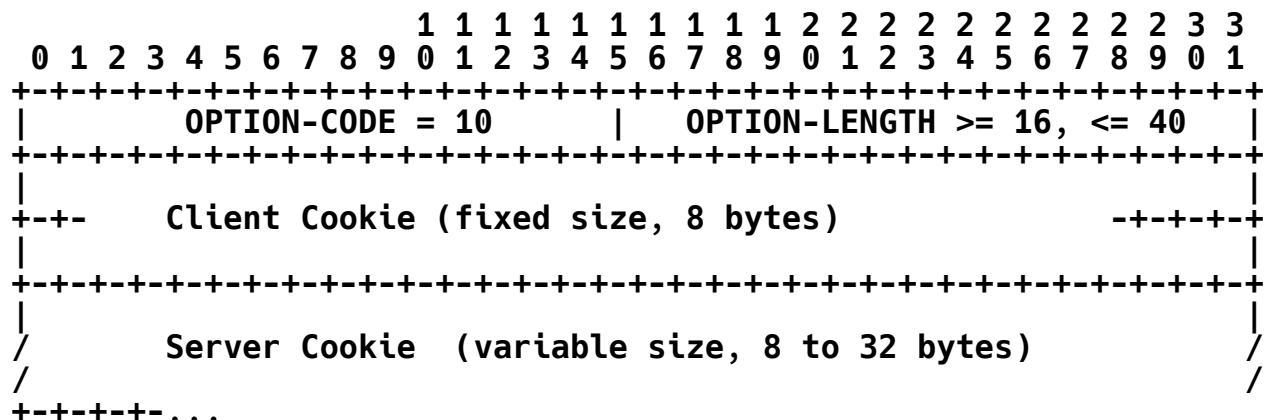 1 1 1 1 1 1 1 1 1 1 2 2 2 2 2 2 2 2 2 2 3 3
 0 1 2 3 4 5 6 7 8 9 0 1 2 3 4 5 6 7 8 9 0 1 2 3 4 5 6 7 8 9 0 1
+-+-+-+-+-+-+-+-+-+-+-+-+-+-+-+-+-+-+-+-+-+-+-+-+-+-+-+-+-+-+-+-+
|        OPTION-CODE = 10      |   OPTION-LENGTH >= 16, <= 40   |
+-+-+-+-+-+-+-+-+-+-+-+-+-+-+-+-+-+-+-+-+-+-+-+-+-+-+-+-+-+-+-+-+
|                                                                |
+-+-    Client Cookie (fixed size, 8 bytes)              -+-+-+-+
|                                                                |
+-+-+-+-+-+-+-+-+-+-+-+-+-+-+-+-+-+-+-+-+-+-+-+-+-+-+-+-+-+-+-+-+
|                                                                |
/       Server Cookie  (variable size, 8 to 32 bytes)           /
/                                                               /
+-+-+-+-...